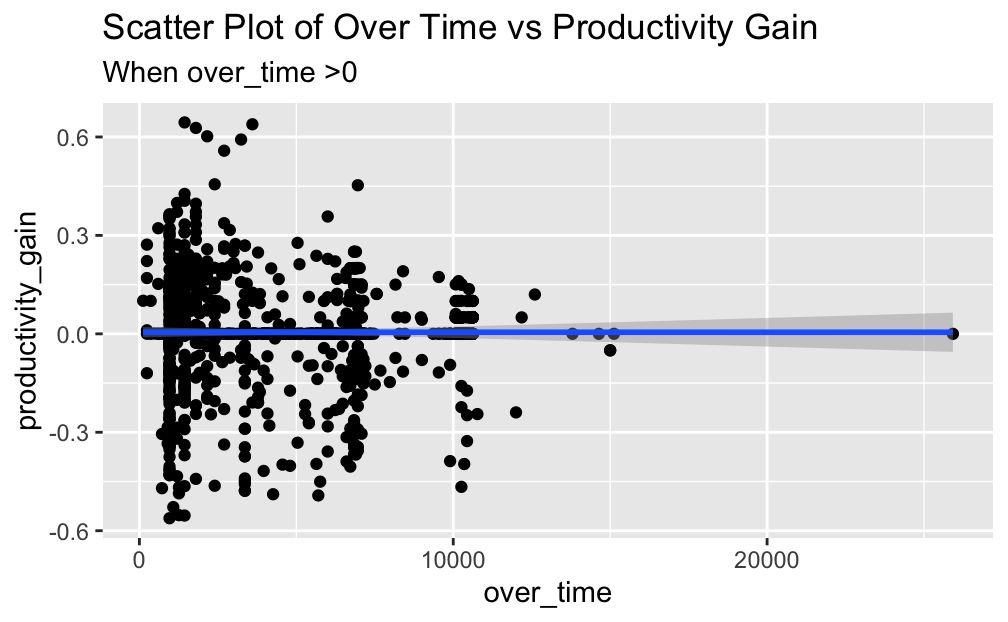 Scatter Plot of Over Time vs Productivity Gain
When over_time >0
0.6
0.3
0.0
-0.3
-0.6
productivity_gain
0 10000 20000
over_time